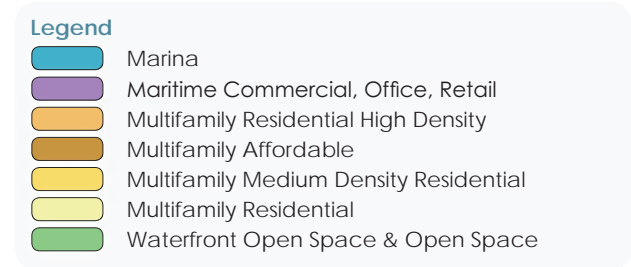 Legend
Marina
Maritime Commercial, Office, Retail
Multifamily Residential High Density
Multifamily Affordable
Multifamily Medium Density Residential
Multifamily Residential
Waterfront Open Space & Open Space